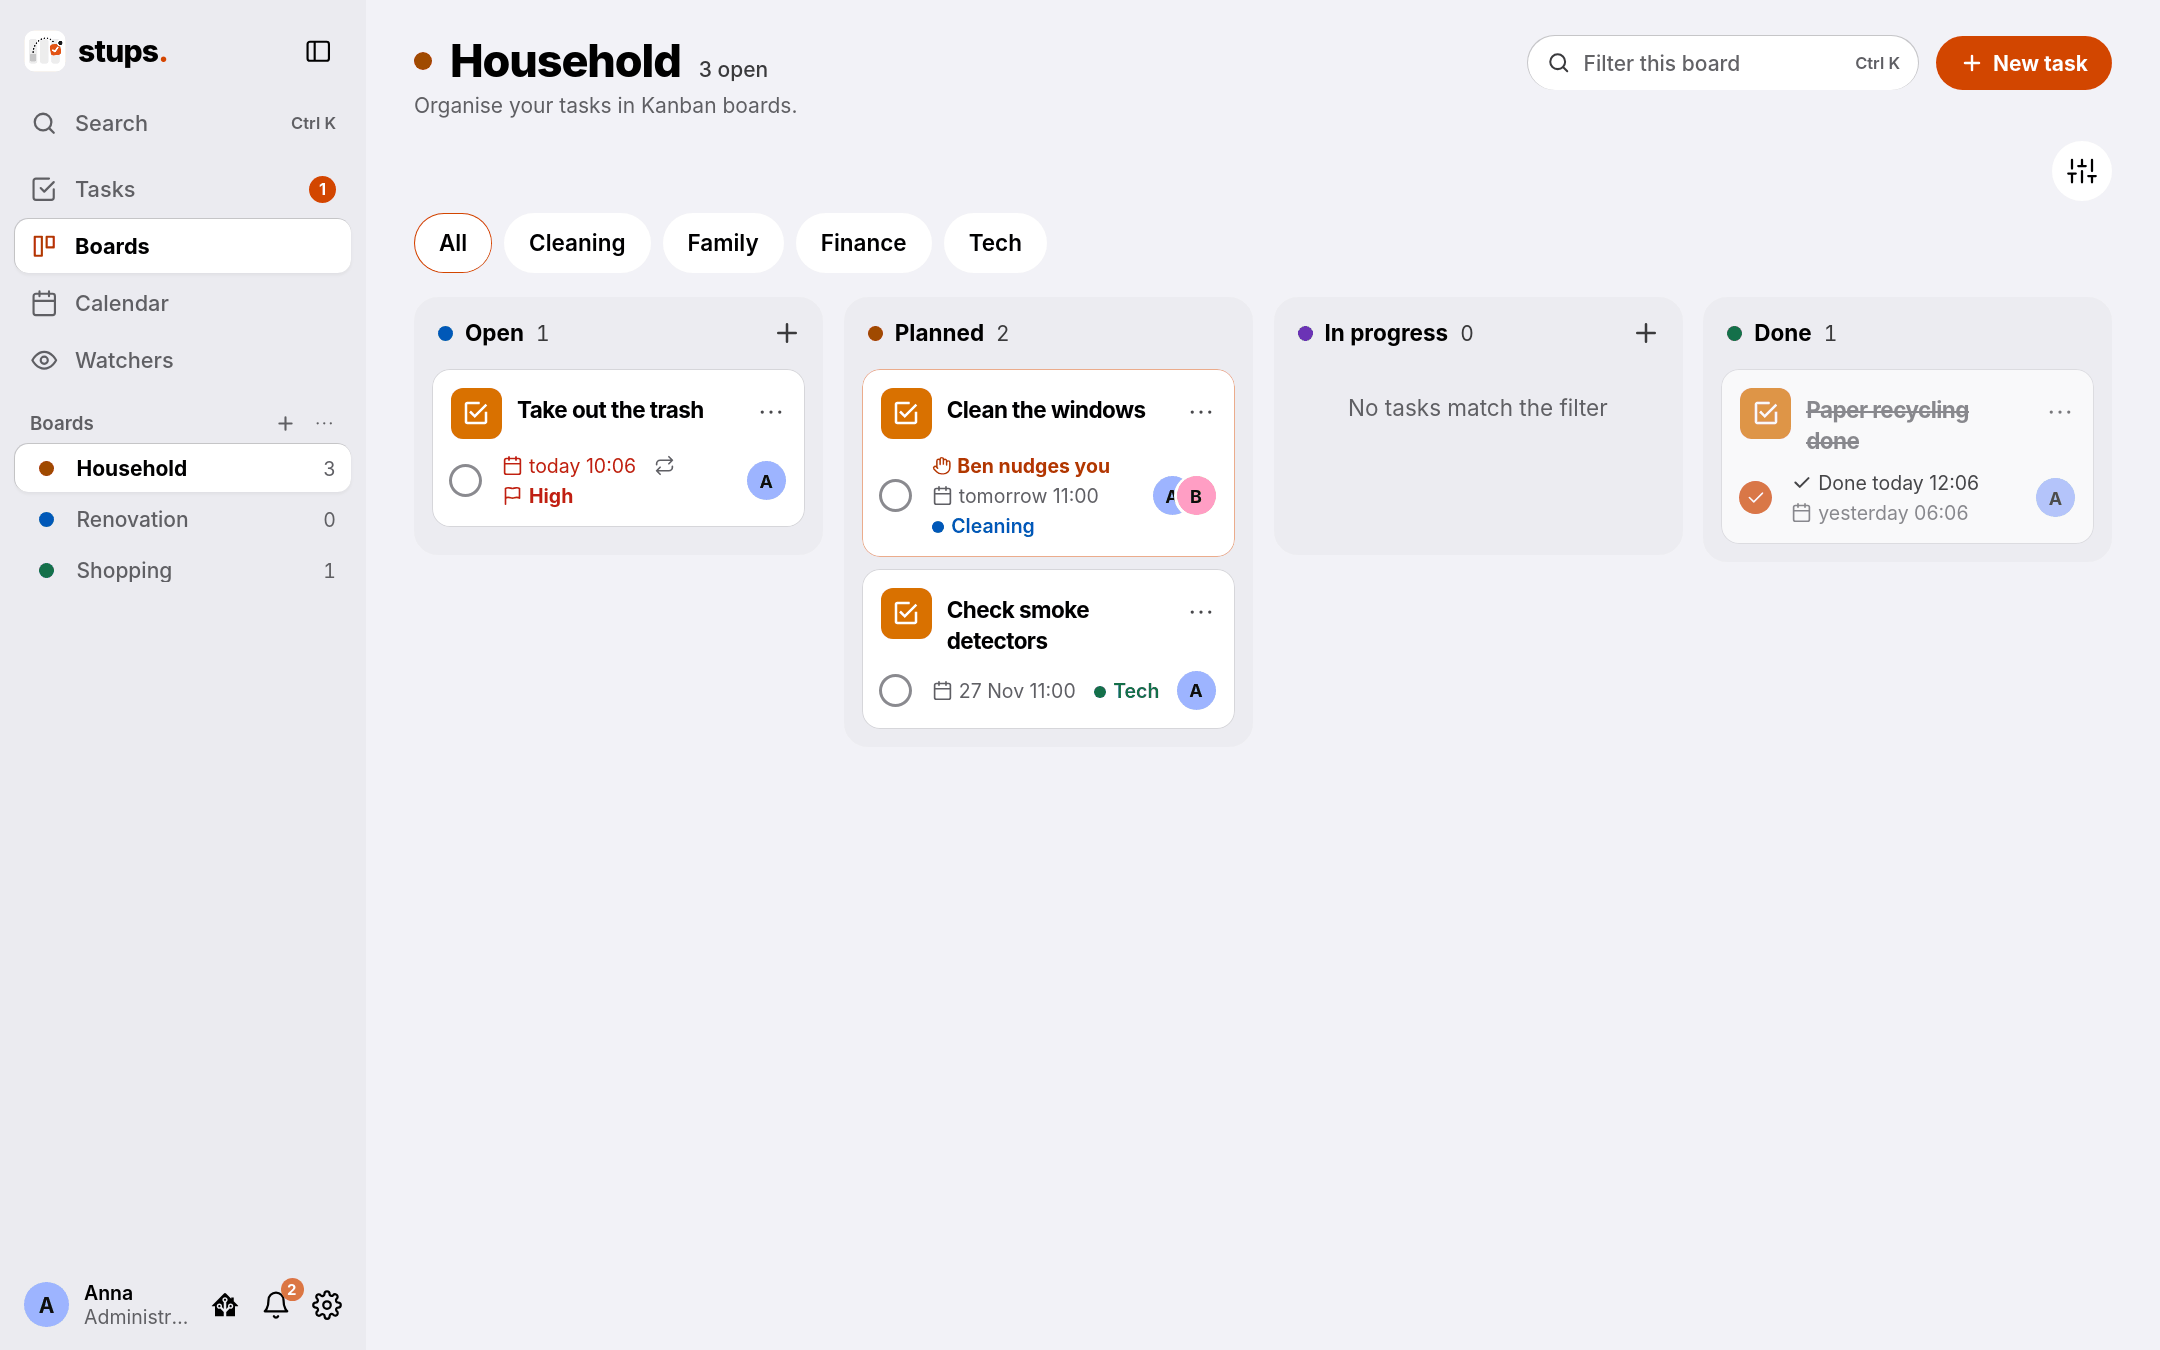 stups.
Search Ctrl K
Tasks 1
Boards
Calendar
Watchers
Boards
Household 3
Renovation 0
Shopping 1
A Anna
Administr...
2
Household 3 open
Organise your tasks in Kanban boards.
Filter this board Ctrl K
New task
All Cleaning Family Finance Tech
Open 1
Take out the trash
today 10:06
High
A
Planned 2
Clean the windows
Ben nudges you
tomorrow 11:00
Cleaning
A B
Check smoke
detectors
27 Nov 11:00 Tech A
In progress 0
No tasks match the filter
Done 1
Paper recycling
done
Done today 12:06
yesterday 06:06
A